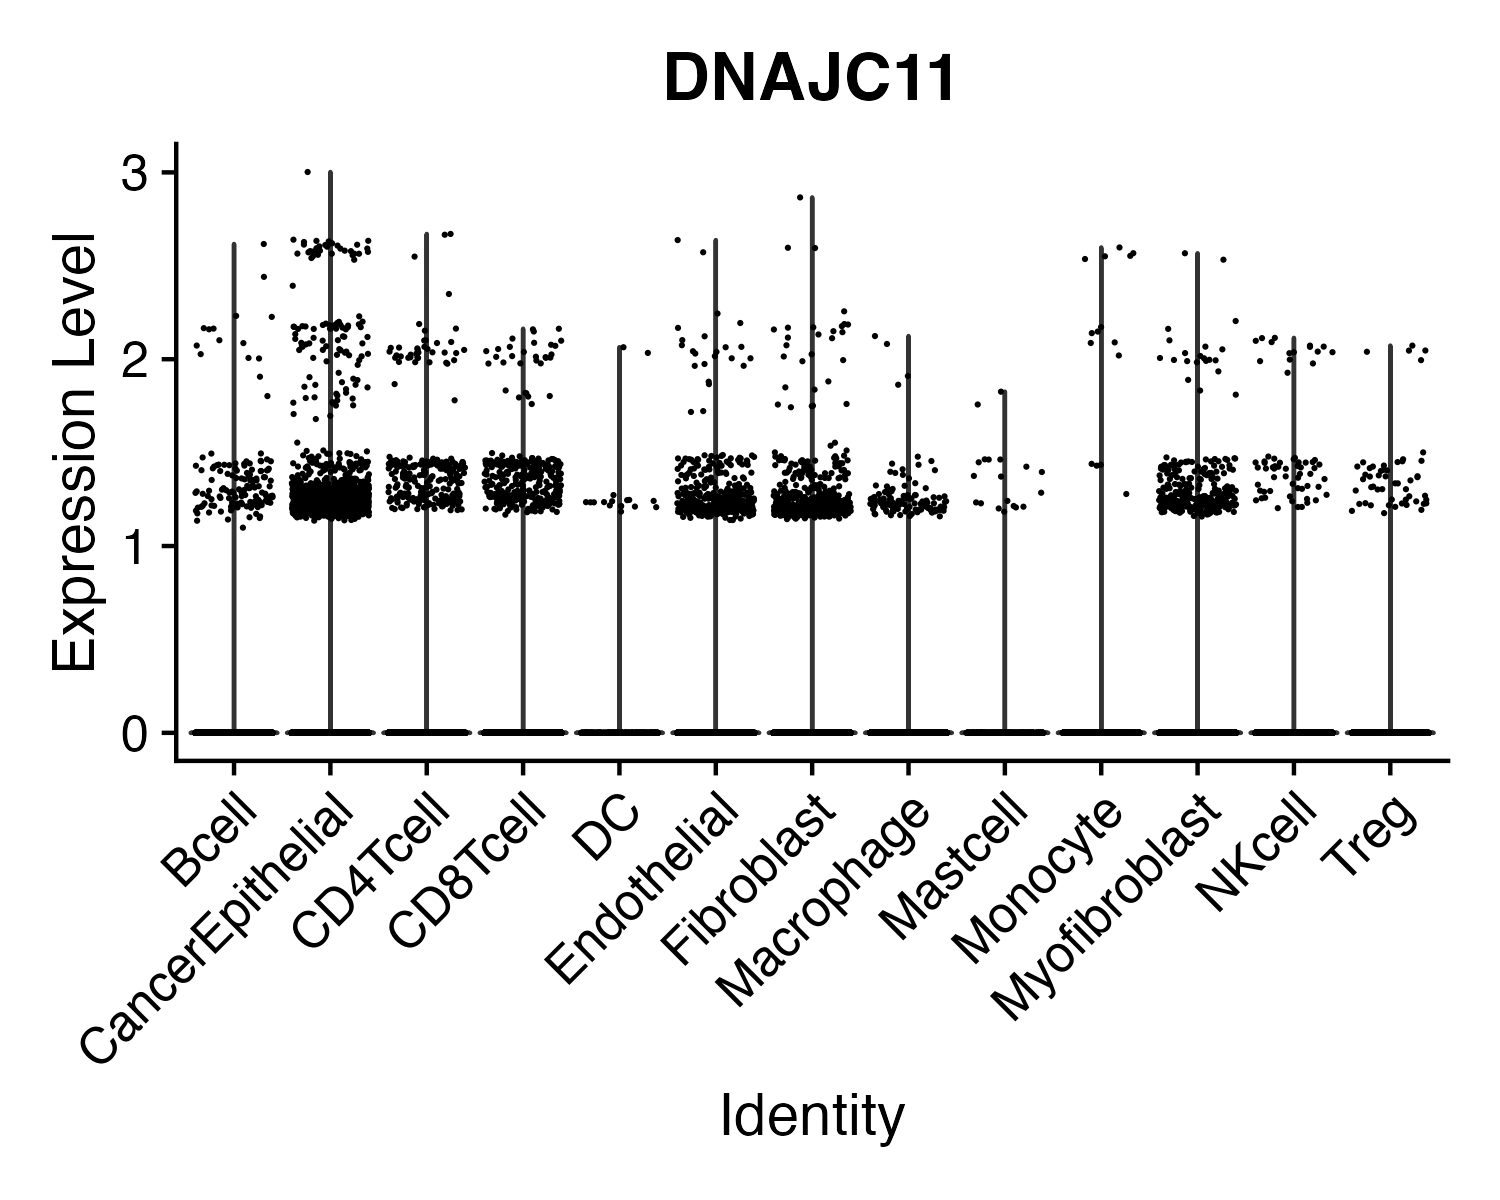 DNAJC11
Expression Level
3
2
1
0
Bcell
CancerEpithelial
CD4Tcell
CD8Tcell
DC
Endothelial
Fibroblast
Macrophage
Mastcell
Monocyte
Myofibroblast
NKcell
Treg
Identity